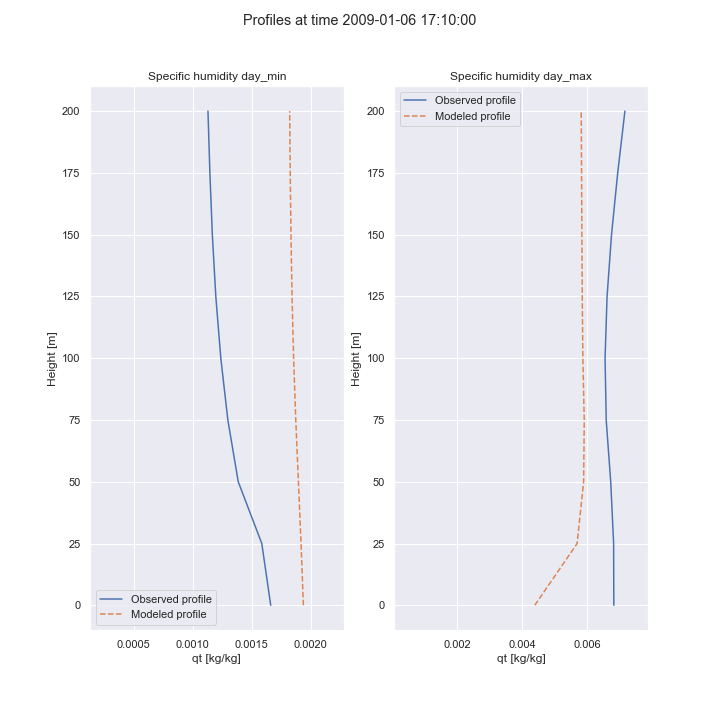 Profiles at time 2009-01-06 17:10:00
Specific humidity day_min
Height [m]
200
175
150
125
100
75
50
25
0
Observed profile
Modeled profile
0.0005 0.0010 0.0015 0.0020
qt [kg/kg]
Specific humidity day_max
Observed profile
Modeled profile
Height [m]
200
175
150
125
100
75
50
25
0
0.002 0.004 0.006
qt [kg/kg]